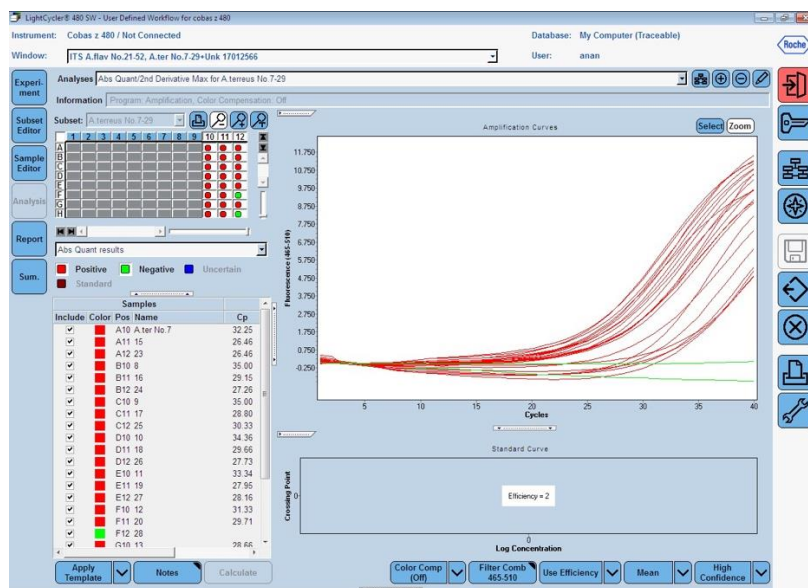 LightCycler® 480 SW - User Defined Workflow for cobas z 480
Instrument: Cobas z 480 / Not Connected Database: My Computer (Traceable)
Window: ITS A.flav No.21-52, A.ter No.7-29+Unk 17012566 User: anan
Roche
Experi-
ment
Subset
Editor
Sample
Editor
Analysis
Report
Sum.
Analyses Abs Quant/2nd Derivative Max for A terreus No 7-29
Information Program: Amplification, Color Compensation: Off
Subset: A terreus No 7-29
1 2 3 4 5 6 7 8 9 10 11 12
A
B
C
D
E
F
G
H
Abs Quant results
Positive Negative Uncertain
Standard
Samples
Include Color Pos Name Cp
A10 A.ter No.7 32.25
A11 15 26.46
A12 23 26.46
B10 8 35.00
B11 16 29.15
B12 24 27.26
C10 9 35.00
C11 17 28.80
C12 25 30.33
D10 10 34.36
D11 18 29.66
D12 26 27.73
E10 11 33.34
E11 19 27.95
E12 27 28.16
F10 12 31.33
F11 20 29.71
F12 28
G10 13 28.66
Apply
Template
Notes
Calculate
Amplification Curves
Select Zoom
Fluorescence (465-510)
11.750
10.750
9.750
8.750
7.750
6.750
5.750
4.750
3.750
2.750
1.750
0.750
-0.250
5 10 15 20 25 30 35 40
Cycles
Standard Curve
Crossing Point
0
Efficiency = 2
0
Log Concentration
Color Comp
(Off)
Filter Comb
465-510
Use Efficiency
Mean
High
Confidence